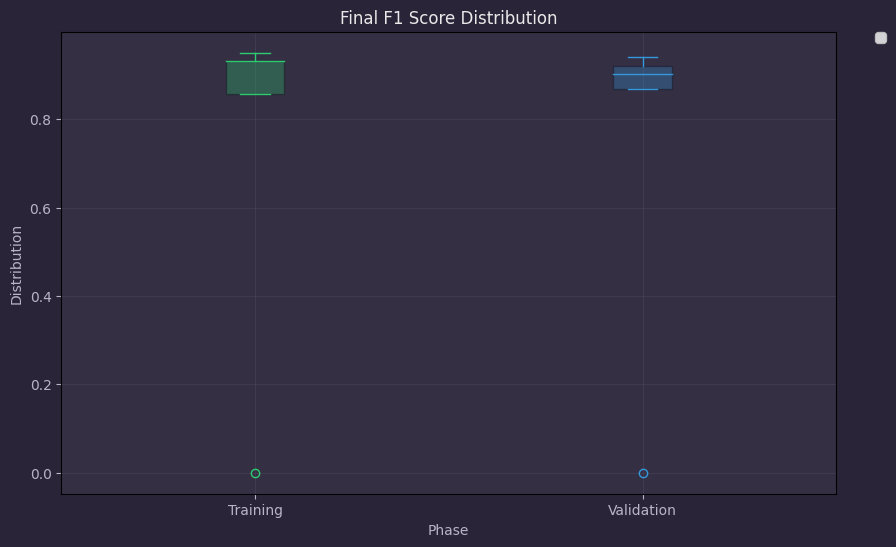 Final F1 Score Distribution
Distribution
0.8
0.6
0.4
0.2
0.0
Training
Validation
Phase